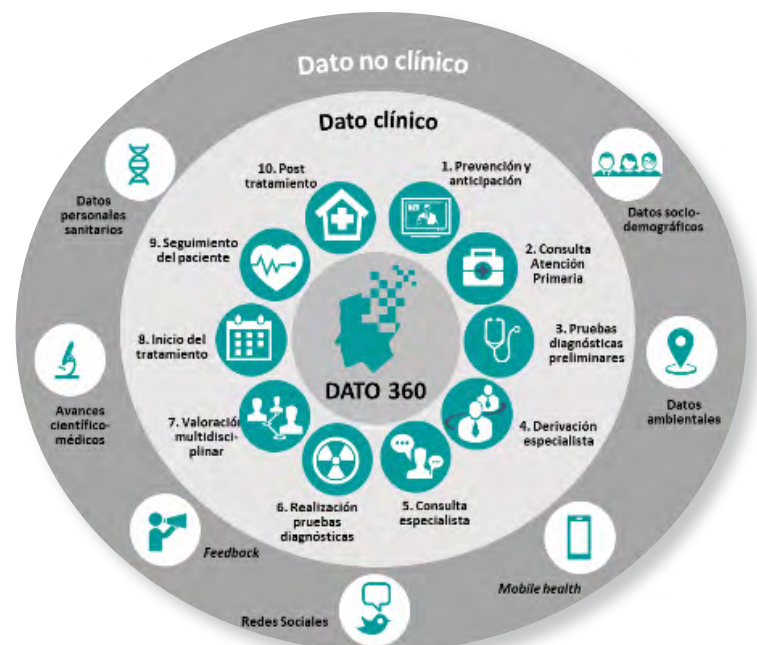 Dato no clínico
Dato clínico
10. Post
tratamiento
1. Prevención y
anticipación
Datos
personales
sanitarios
Datos socio-
demográficos
9. Seguimiento
del paciente
2. Consulta
Atención
Primaria
8. Inicio del
tratamiento
3. Pruebas
diagnósticas
preliminares
DATO 360
Avances
científico-
médicos
Datos
ambientales
7. Valoración
multidisci-
plinar
4. Derivación
especialista
6. Realización
pruebas
diagnósticas
5. Consulta
especialista
Feedback
Mobile health
Redes Sociales